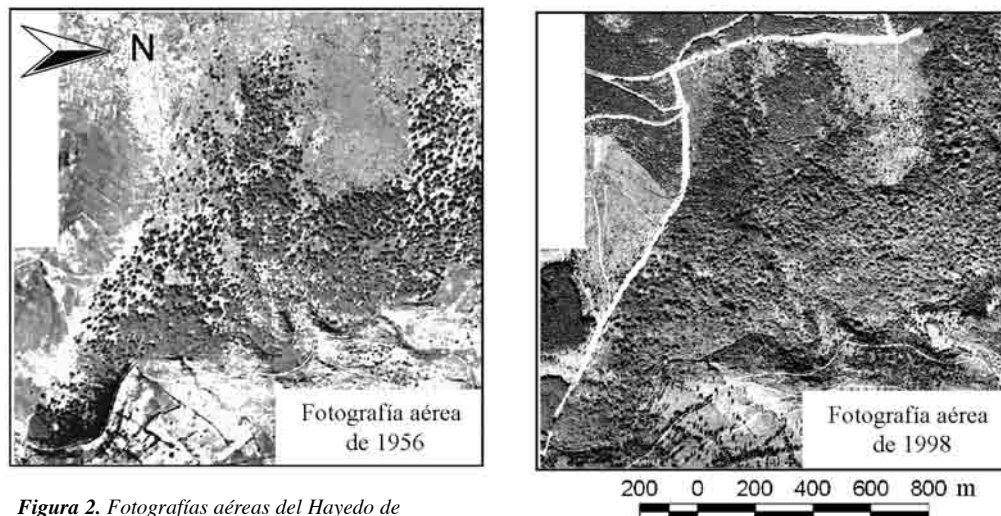 N
Fotografía aérea
de 1956
Fotografía aérea
de 1998
200 0 200 400 600 800 m
Figura 2. Fotografías aéreas del Hayedo de